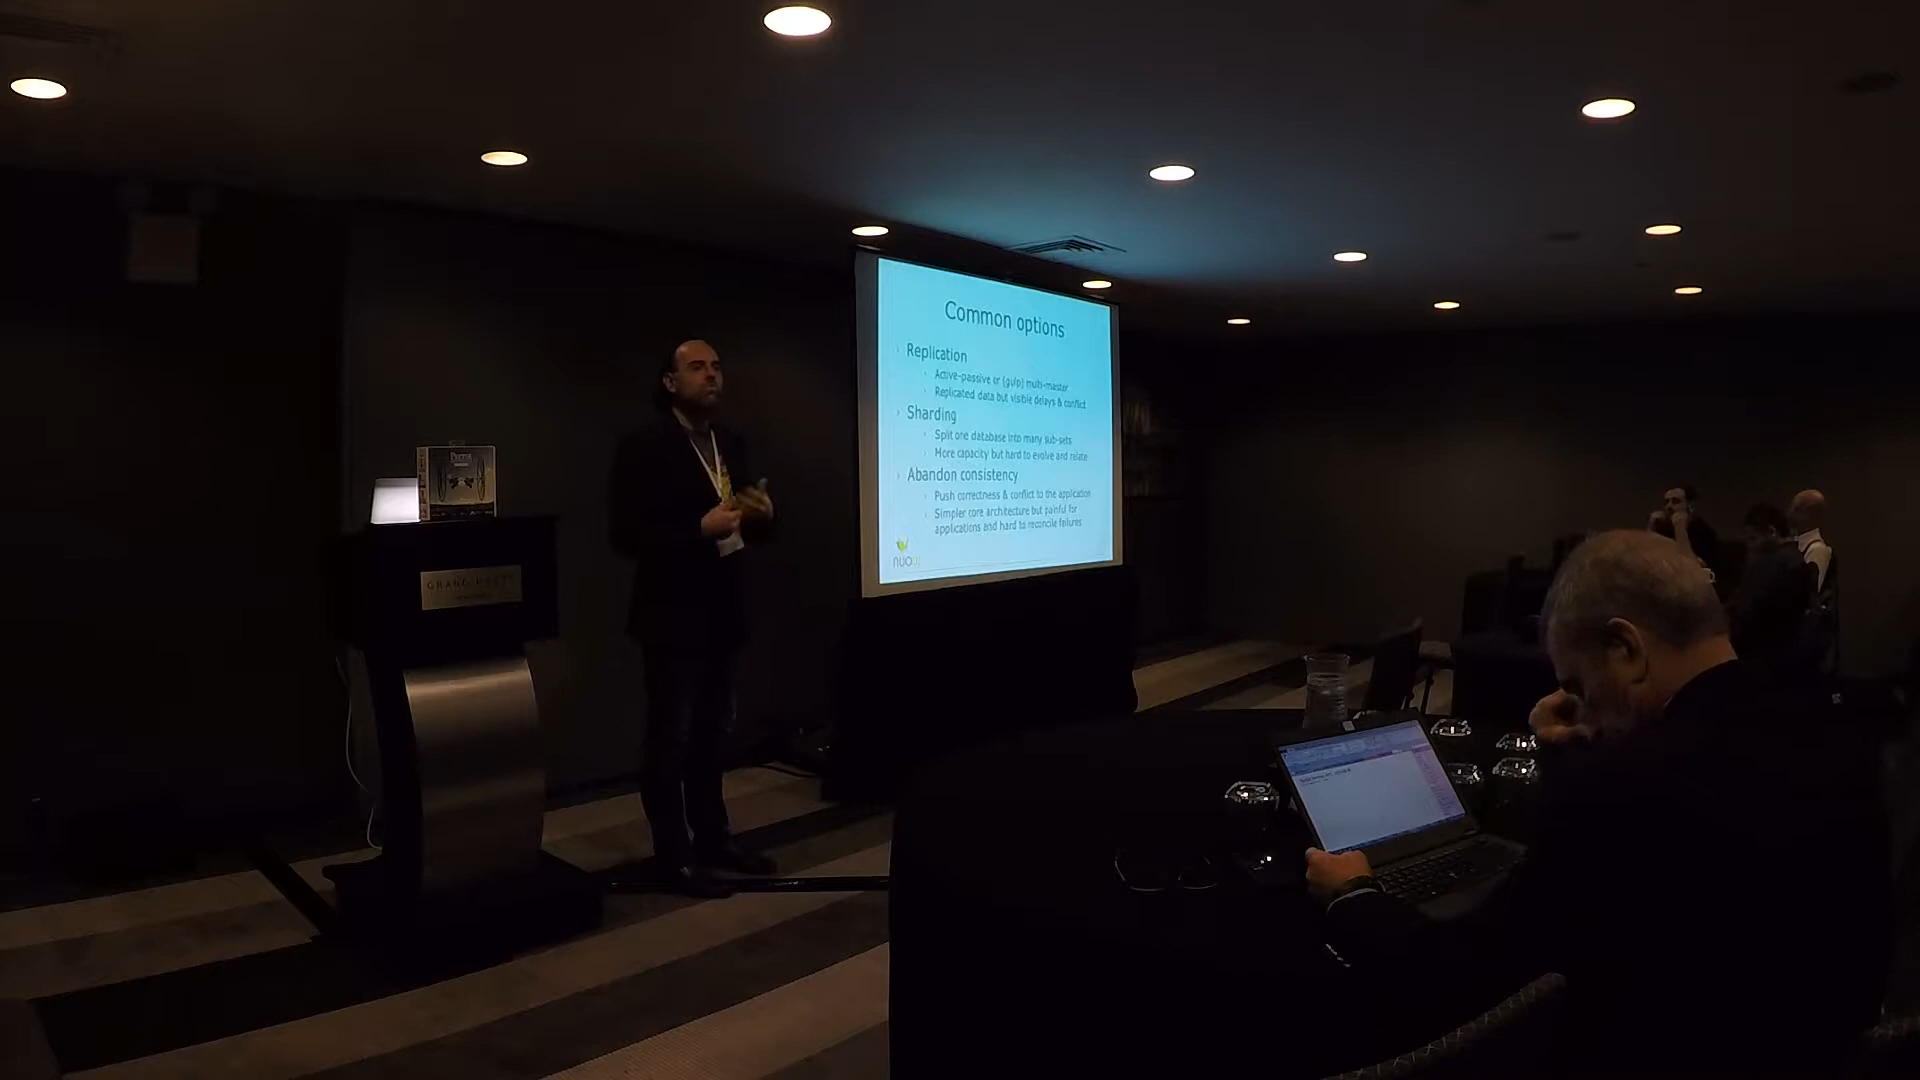 Common options
Replication
Active-passive or (gulp) multi-master
Replicated data but visible delays & conflict
Sharding
Split one database into many sub-sets
More capacity but hard to evolve and relate
Abandon consistency
Push correctness & conflict to the application
Simpler core architecture but painful for
applications and hard to reconcile failures
GRAND HYATT